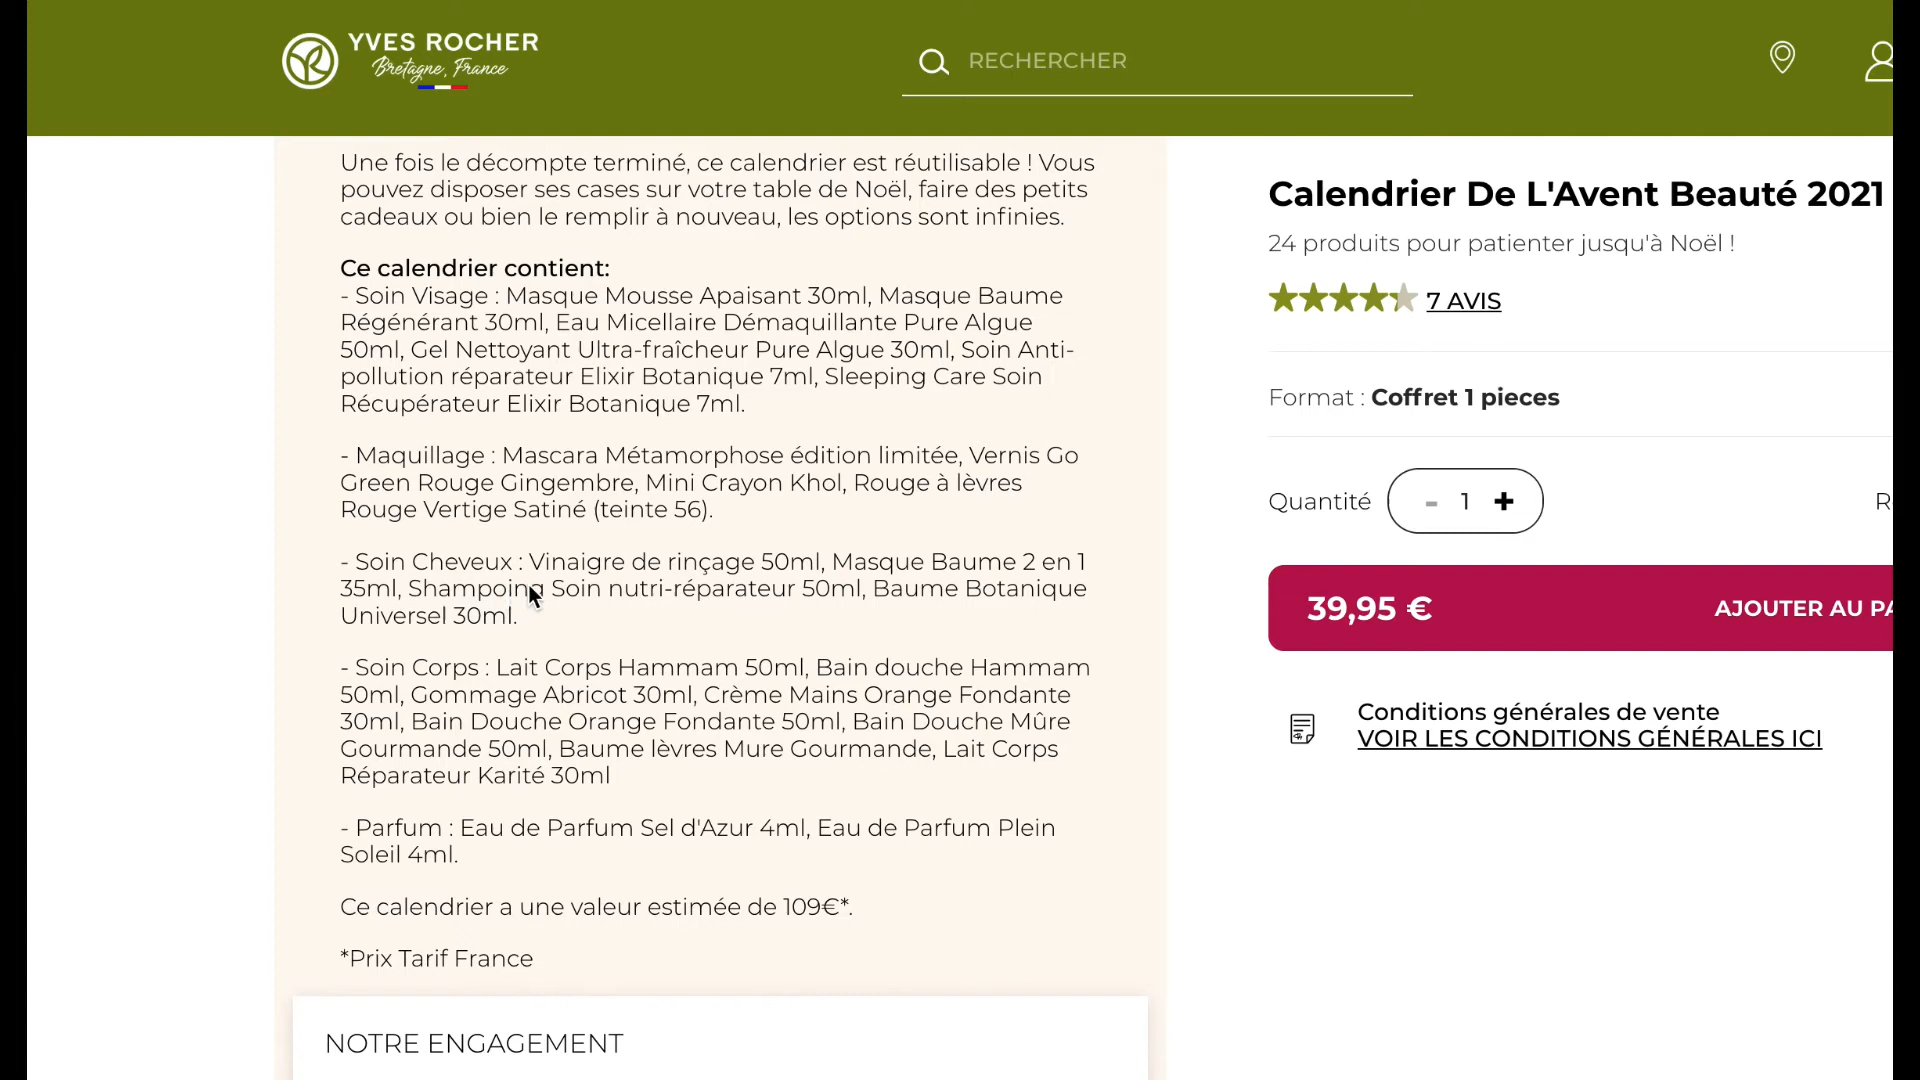 YVES ROCHER
Bretagne, France
RECHERCHER
Une fois le décompte terminé, ce calendrier est réutilisable ! Vous
pouvez disposer ses cases sur votre table de Noël, faire des petits
cadeaux ou bien le remplir à nouveau, les options sont infinies.
Ce calendrier contient:
- Soin Visage : Masque Mousse Apaisant 30ml, Masque Baume
Régénérant 30ml, Eau Micellaire Démaquillante Pure Algue
50ml, Gel Nettoyant Ultra-fraîcheur Pure Algue 30ml, Soin Anti-
pollution réparateur Elixir Botanique 7ml, Sleeping Care Soin
Récupérateur Elixir Botanique 7ml.
- Maquillage : Mascara Métamorphose édition limitée, Vernis Go
Green Rouge Gingembre, Mini Crayon Khol, Rouge à lèvres
Rouge Vertige Satiné (teinte 56).
- Soin Cheveux : Vinaigre de rinçage 50ml, Masque Baume 2 en 1
35ml, Shampoing Soin nutri-réparateur 50ml, Baume Botanique
Universel 30ml.
- Soin Corps : Lait Corps Hammam 50ml, Bain douche Hammam
50ml, Gommage Abricot 30ml, Crème Mains Orange Fondante
30ml, Bain Douche Orange Fondante 50ml, Bain Douche Mûre
Gourmande 50ml, Baume lèvres Mure Gourmande, Lait Corps
Réparateur Karité 30ml
- Parfum : Eau de Parfum Sel d'Azur 4ml, Eau de Parfum Plein
Soleil 4ml.
Ce calendrier a une valeur estimée de 109€*.
*Prix Tarif France
NOTRE ENGAGEMENT
Calendrier De L'Avent Beauté 2021
24 produits pour patienter jusqu'à Noël !
7 AVIS
Format : Coffret 1 pieces
Quantité - 1 +
39,95 € AJOUTER AU
Conditions générales de vente
VOIR LES CONDITIONS GÉNÉRALES ICI